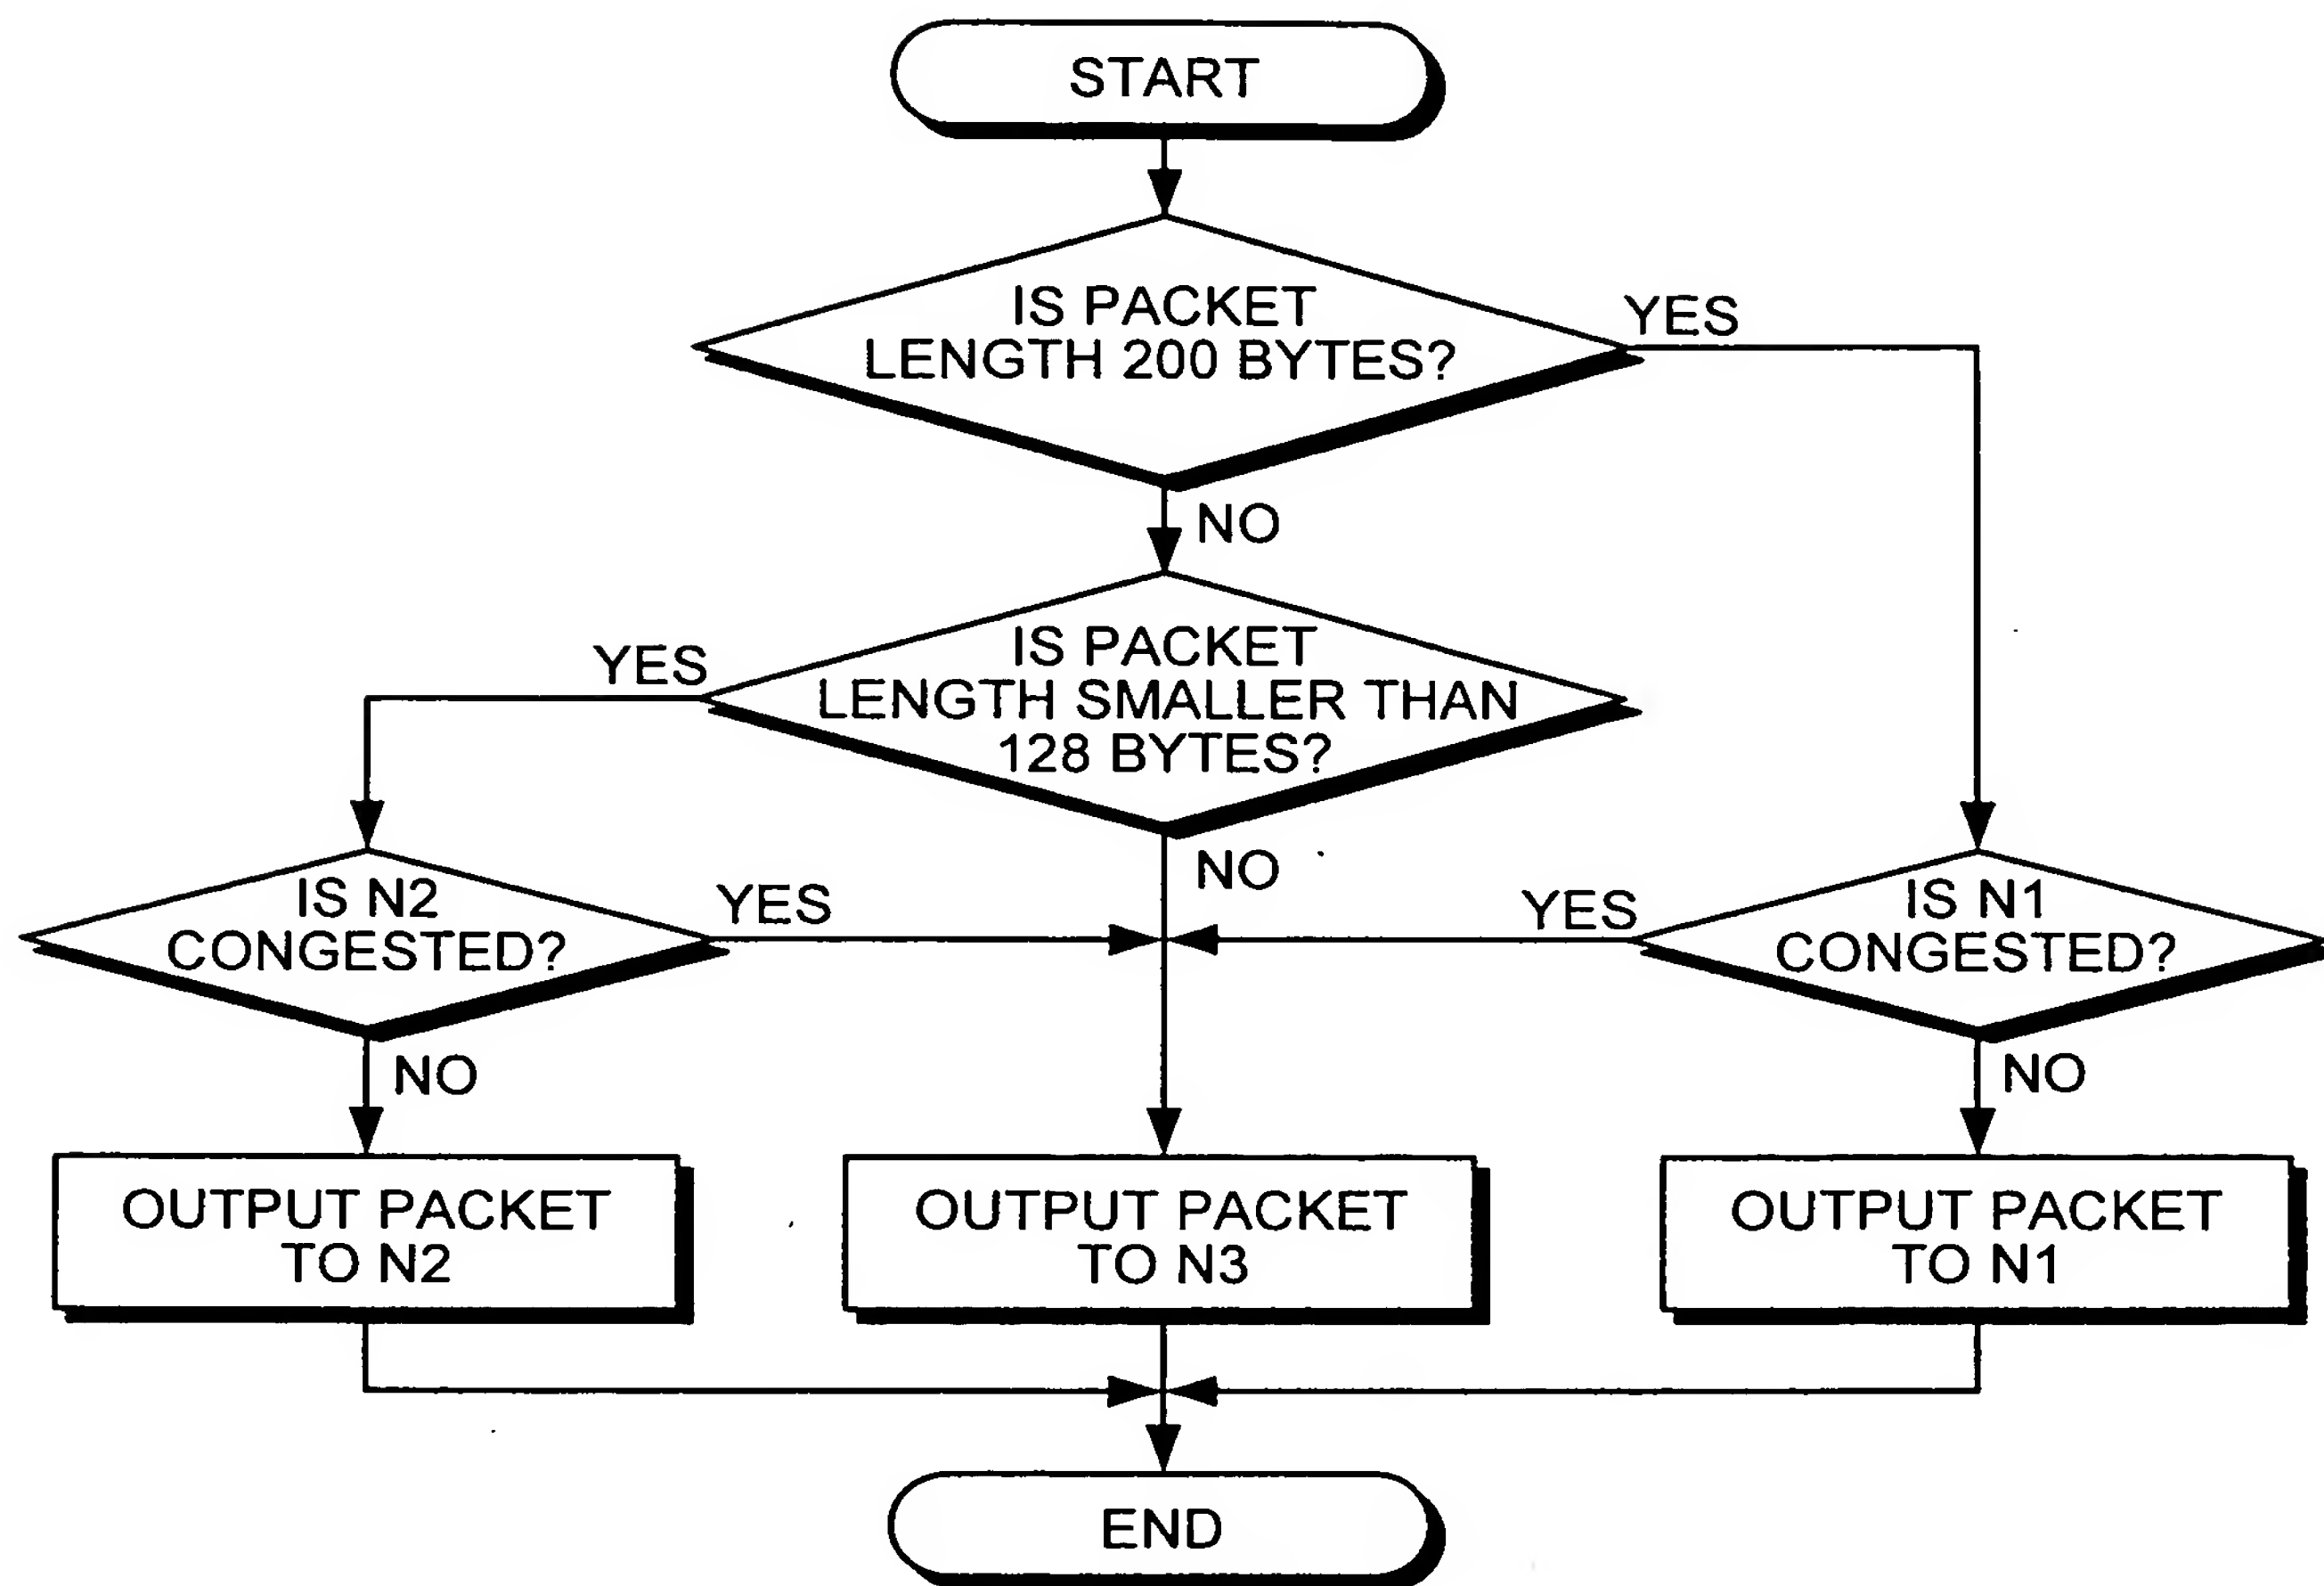 START
IS PACKET
LENGTH 200 BYTES?
YES
NO
IS PACKET
LENGTH SMALLER THAN
128 BYTES?
YES
NO
IS N2
CONGESTED?
YES
NO
YES
IS N1
CONGESTED?
NO
OUTPUT PACKET
TO N2
OUTPUT PACKET
TO N3
OUTPUT PACKET
TO N1
END